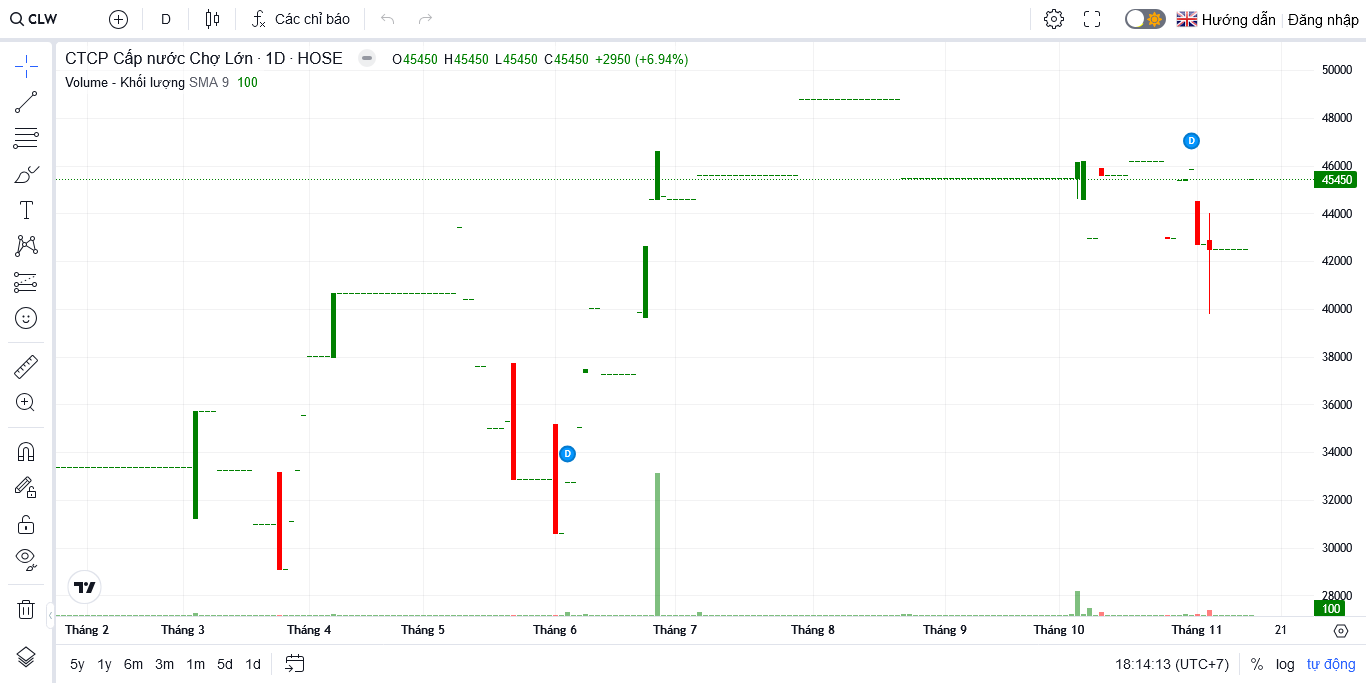 CLW D Các chỉ báo Hướng dẫn Đăng nhập
CTCP Cấp nước Chợ Lớn · 1D · HOSE O45450 H45450 L45450 C45450 +2950 (+6.94%)
Volume - Khối lượng SMA 9 100
50000
48000
46000
45450
44000
42000
40000
38000
36000
34000
32000
30000
28000
100
D
D
Tháng 2 Tháng 3 Tháng 4 Tháng 5 Tháng 6 Tháng 7 Tháng 8 Tháng 9 Tháng 10 Tháng 11 21
5y 1y 6m 3m 1m 5d 1d 18:14:13 (UTC+7) % log tự động